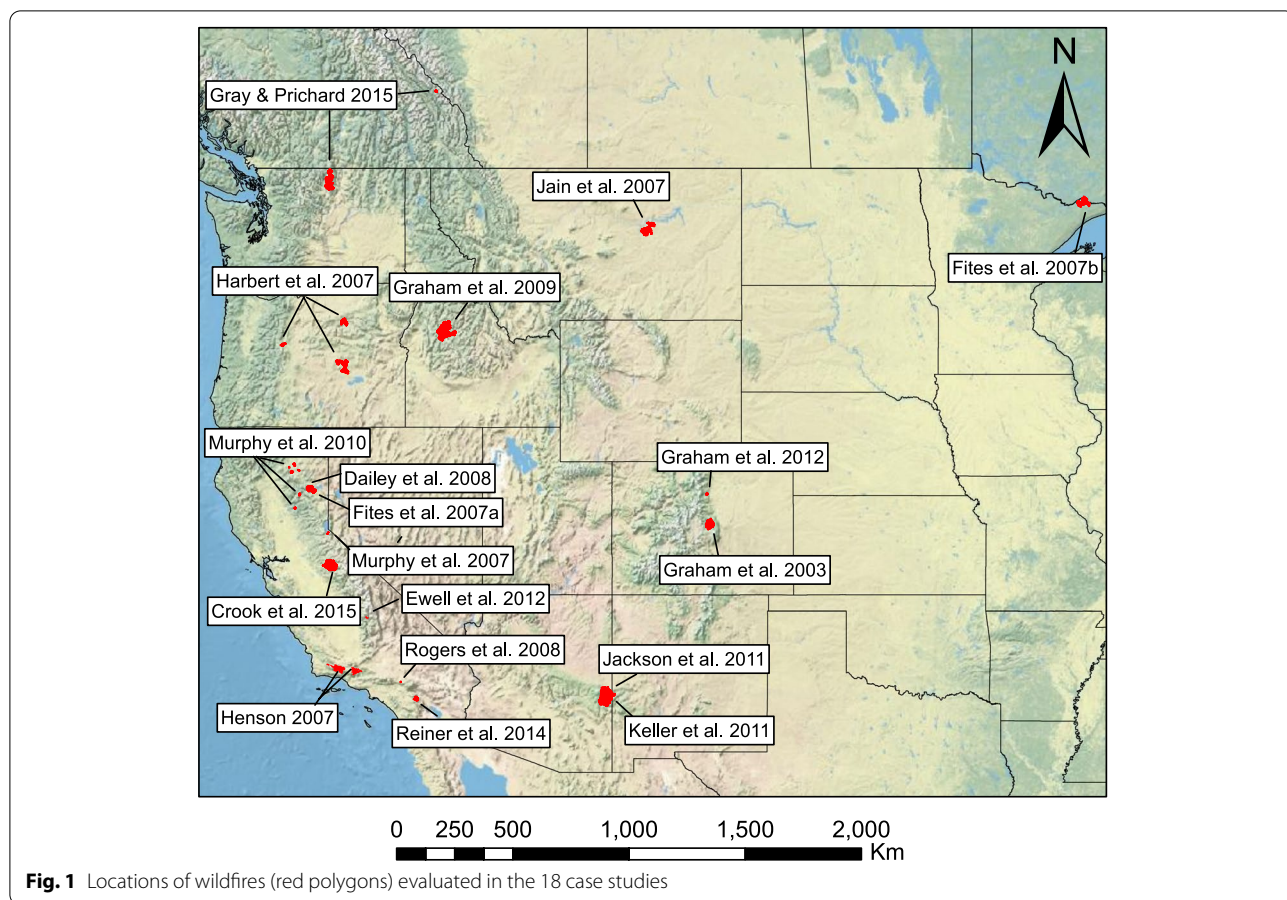 N
Gray & Prichard 2015
Jain et al. 2007
Fites et al. 2007b
Harbert et al. 2007
Graham et al. 2009
Murphy et al. 2010
Dailey et al. 2008
Graham et al. 2012
Fites et al. 2007a
Murphy et al. 2007
Graham et al. 2003
Crook et al. 2015
Ewell et al. 2012
Rogers et al. 2008
Jackson et al. 2011
Henson 2007
Reiner et al. 2014
Keller et al. 2011
0 250 500 1,000 1,500 2,000
Km
Fig. 1 Locations of wildfires (red polygons) evaluated in the 18 case studies